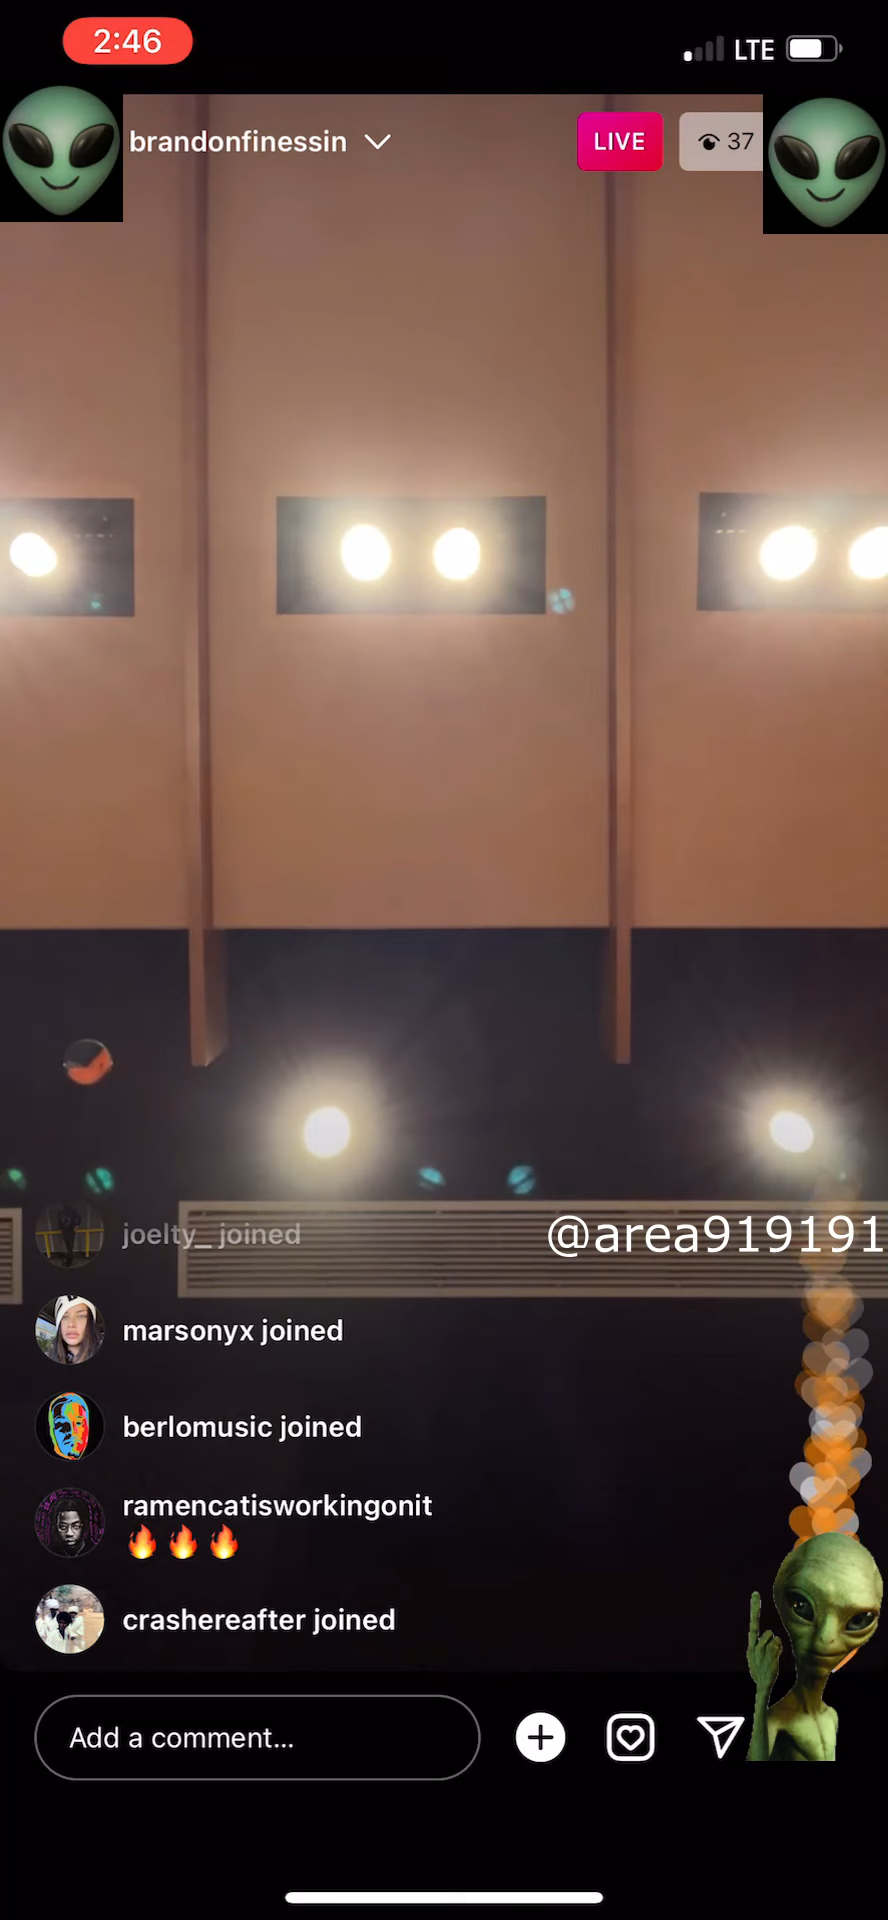 2:46
LTE
brandonfinessin
LIVE
37
joelty_ joined
@area919191
marsonyx joined
berlomusic joined
ramencatisworkingonit
🔥🔥🔥
crashereafter joined
Add a comment...